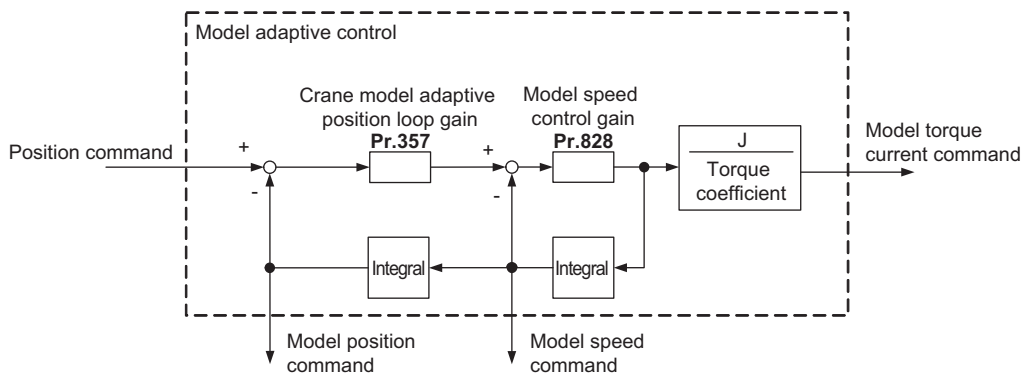 Model adaptive control
Crane model adaptive
position loop gain
Pr.357
Model speed
control gain
Pr.828
Position command
+
-
+
-
J
Torque
coefficient
Model torque
current command
Integral
Integral
Model position
command
Model speed
command